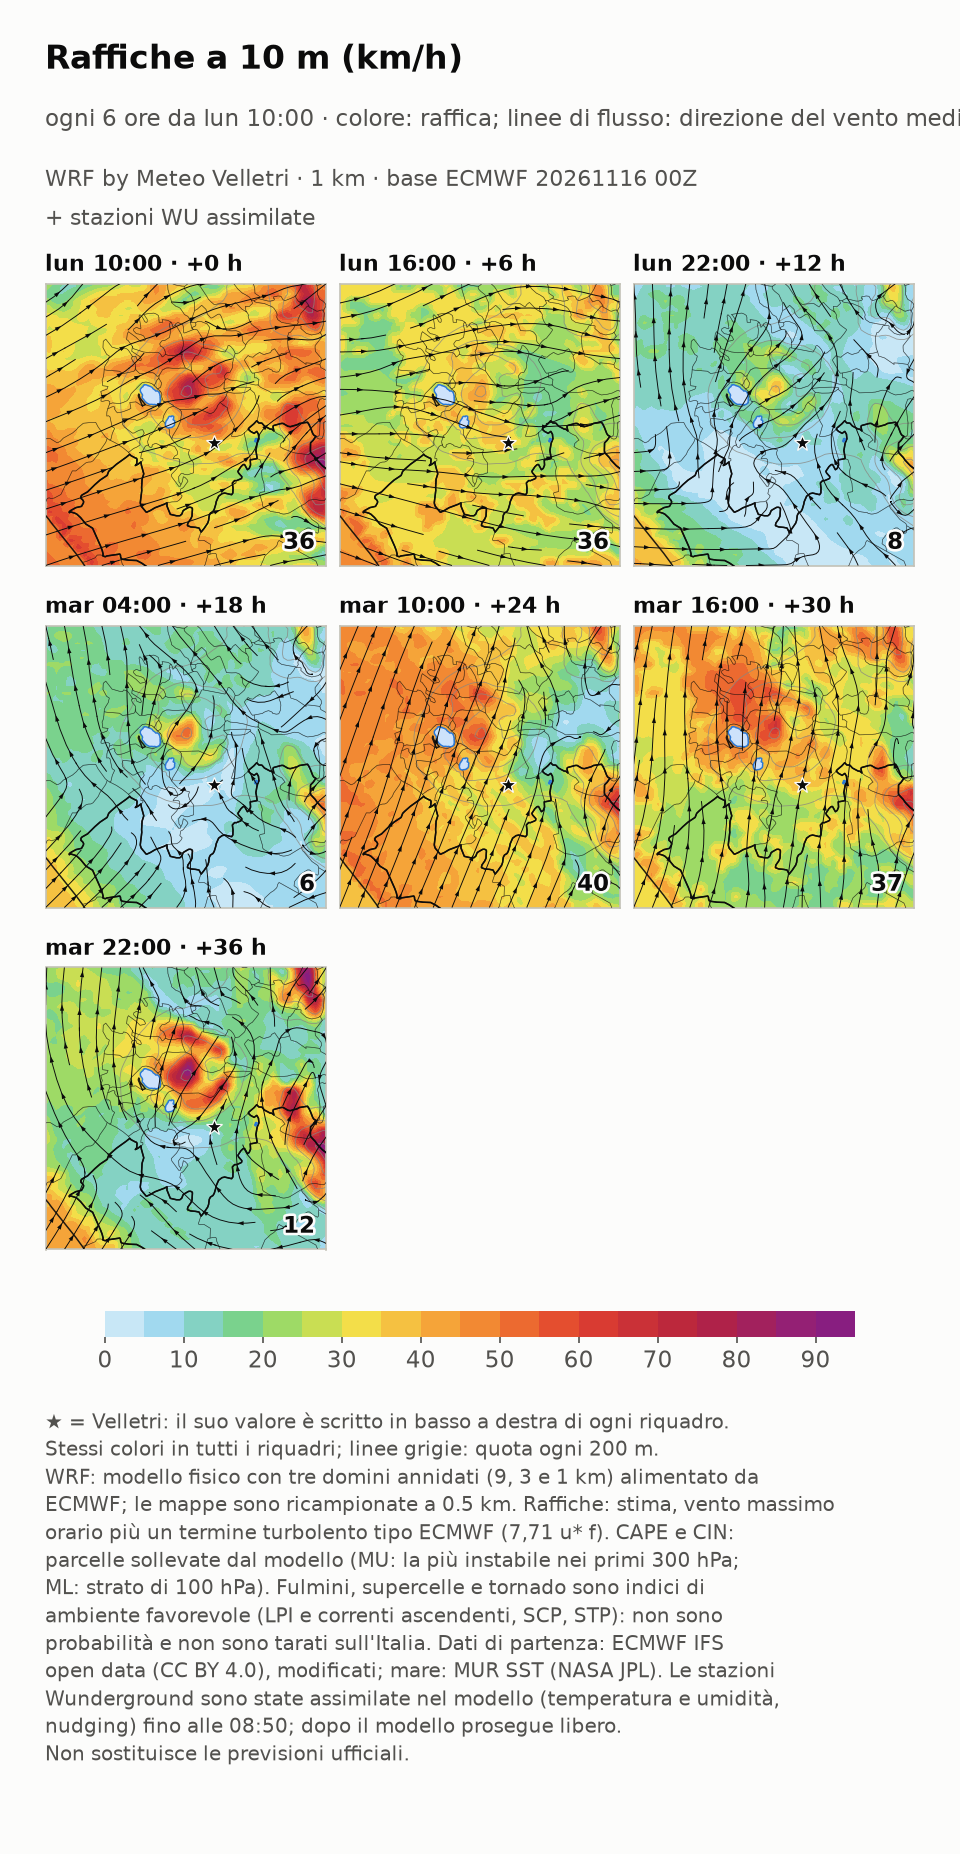 Raffiche a 10 m (km/h)
ogni 6 ore da lun 10:00 · colore: raffica; linee di flusso: direzione del vento medi
WRF by Meteo Velletri · 1 km · base ECMWF 20261116 00Z
+ stazioni WU assimilate
lun 10:00 · +0 h
lun 16:00 · +6 h
lun 22:00 · +12 h
36
36
8
mar 04:00 · +18 h
mar 10:00 · +24 h
mar 16:00 · +30 h
6
40
37
mar 22:00 · +36 h
12
0 10 20 30 40 50 60 70 80 90
★ = Velletri: il suo valore è scritto in basso a destra di ogni riquadro.
Stessi colori in tutti i riquadri; linee grigie: quota ogni 200 m.
WRF: modello fisico con tre domini annidati (9, 3 e 1 km) alimentato da
ECMWF; le mappe sono ricampionate a 0.5 km. Raffiche: stima, vento massimo
orario più un termine turbolento tipo ECMWF (7,71 u* f). CAPE e CIN:
parcelle sollevate dal modello (MU: la più instabile nei primi 300 hPa;
ML: strato di 100 hPa). Fulmini, supercelle e tornado sono indici di
ambiente favorevole (LPI e correnti ascendenti, SCP, STP): non sono
probabilità e non sono tarati sull'Italia. Dati di partenza: ECMWF IFS
open data (CC BY 4.0), modificati; mare: MUR SST (NASA JPL). Le stazioni
Wunderground sono state assimilate nel modello (temperatura e umidità,
nudging) fino alle 08:50; dopo il modello prosegue libero.
Non sostituisce le previsioni ufficiali.